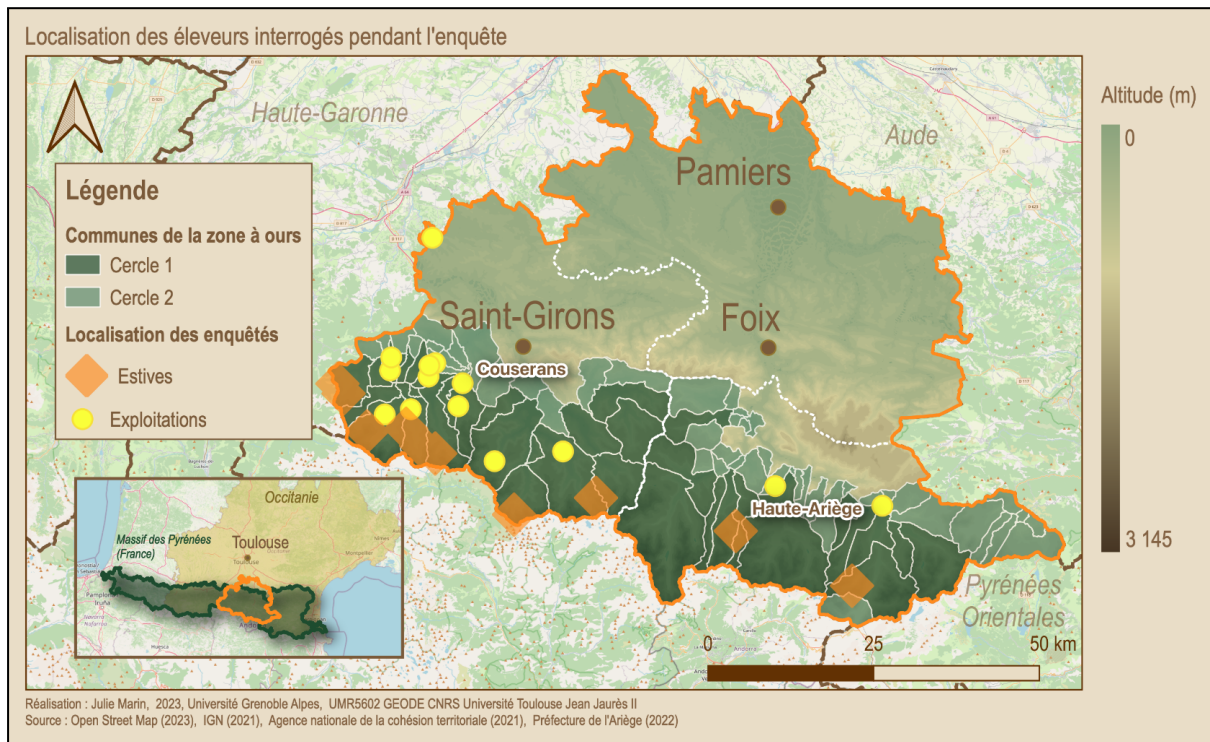 Localisation des éleveurs interrogés pendant l'enquête
Haute-Garonne
Aude
Altitude (m)
0
3 145
Légende
Communes de la zone à ours
Cercle 1
Cercle 2
Localisation des enquêtés
Estives
Exploitations
Pamiers
Saint-Girons
Foix
Couserans
Haute-Ariège
Pyrénées
Orientales
Occitanie
Massif des Pyrénées
(France)
Toulouse
Toulouse
0
25
50 km
Réalisation : Julie Marin, 2023, Université Grenoble Alpes, UMR5602 GEODE CNRS Université Toulouse Jean Jaurès II
Source : Open Street Map (2023), IGN (2021), Agence nationale de la cohésion territoriale (2021), Préfecture de l'Ariège (2022)